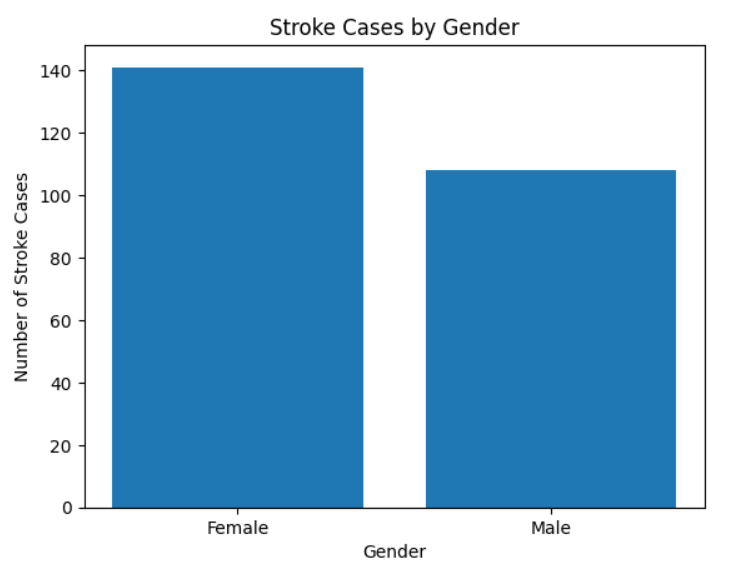 Stroke Cases by Gender
140
120
100
80
60
40
20
0
Number of Stroke Cases
Female Male
Gender